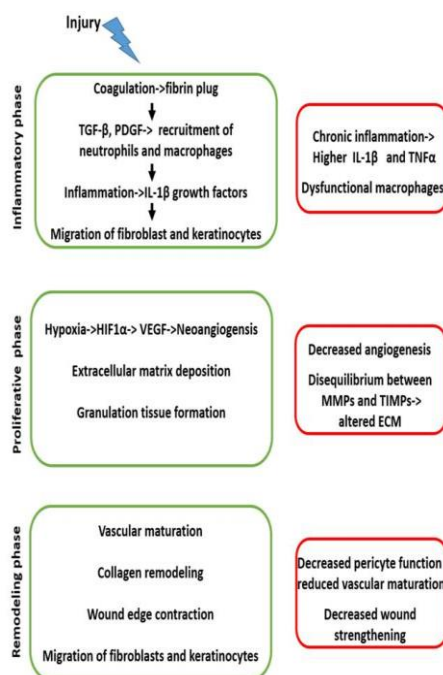 Injury
Inflammatory phase
Coagulation->fibrin plug
TGF-β, PDGF-> recruitment of
neutrophils and macrophages
Inflammation->IL-1β growth factors
Migration of fibroblast and keratinocytes
Chronic inflammation->
Higher IL-1β and TNFα
Dysfunctional macrophages
Proliferative phase
Hypoxia->HIF1α-> VEGF->Neoangiogensis
Extracellular matrix deposition
Granulation tissue formation
Decreased angiogenesis
Disequilibrium between
MMPs and TIMPs->
altered ECM
Remodeling phase
Vascular maturation
Collagen remodeling
Wound edge contraction
Migration of fibroblasts and keratinocytes
Decreased pericyte function
reduced vascular maturation
Decreased wound
strengthening